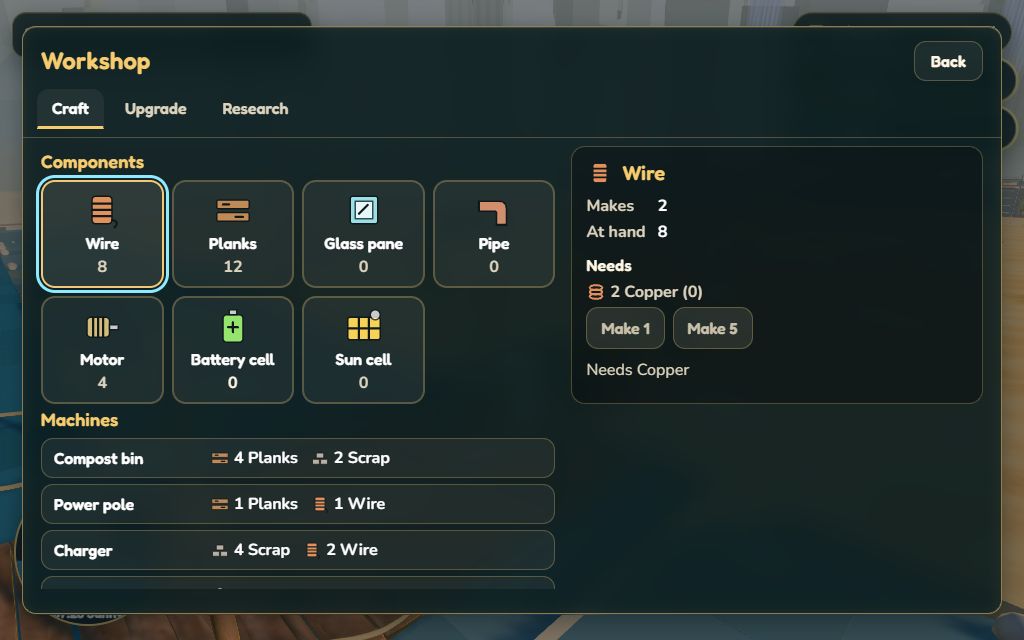 Workshop
Back
Craft Upgrade Research
Components
Wire
8
Planks
12
Glass pane
0
Pipe
0
Motor
4
Battery cell
0
Sun cell
0
Machines
Compost bin 4 Planks 2 Scrap
Power pole 1 Planks 1 Wire
Charger 4 Scrap 2 Wire
Wire
Makes 2
At hand 8
Needs
2 Copper (0)
Make 1 Make 5
Needs Copper